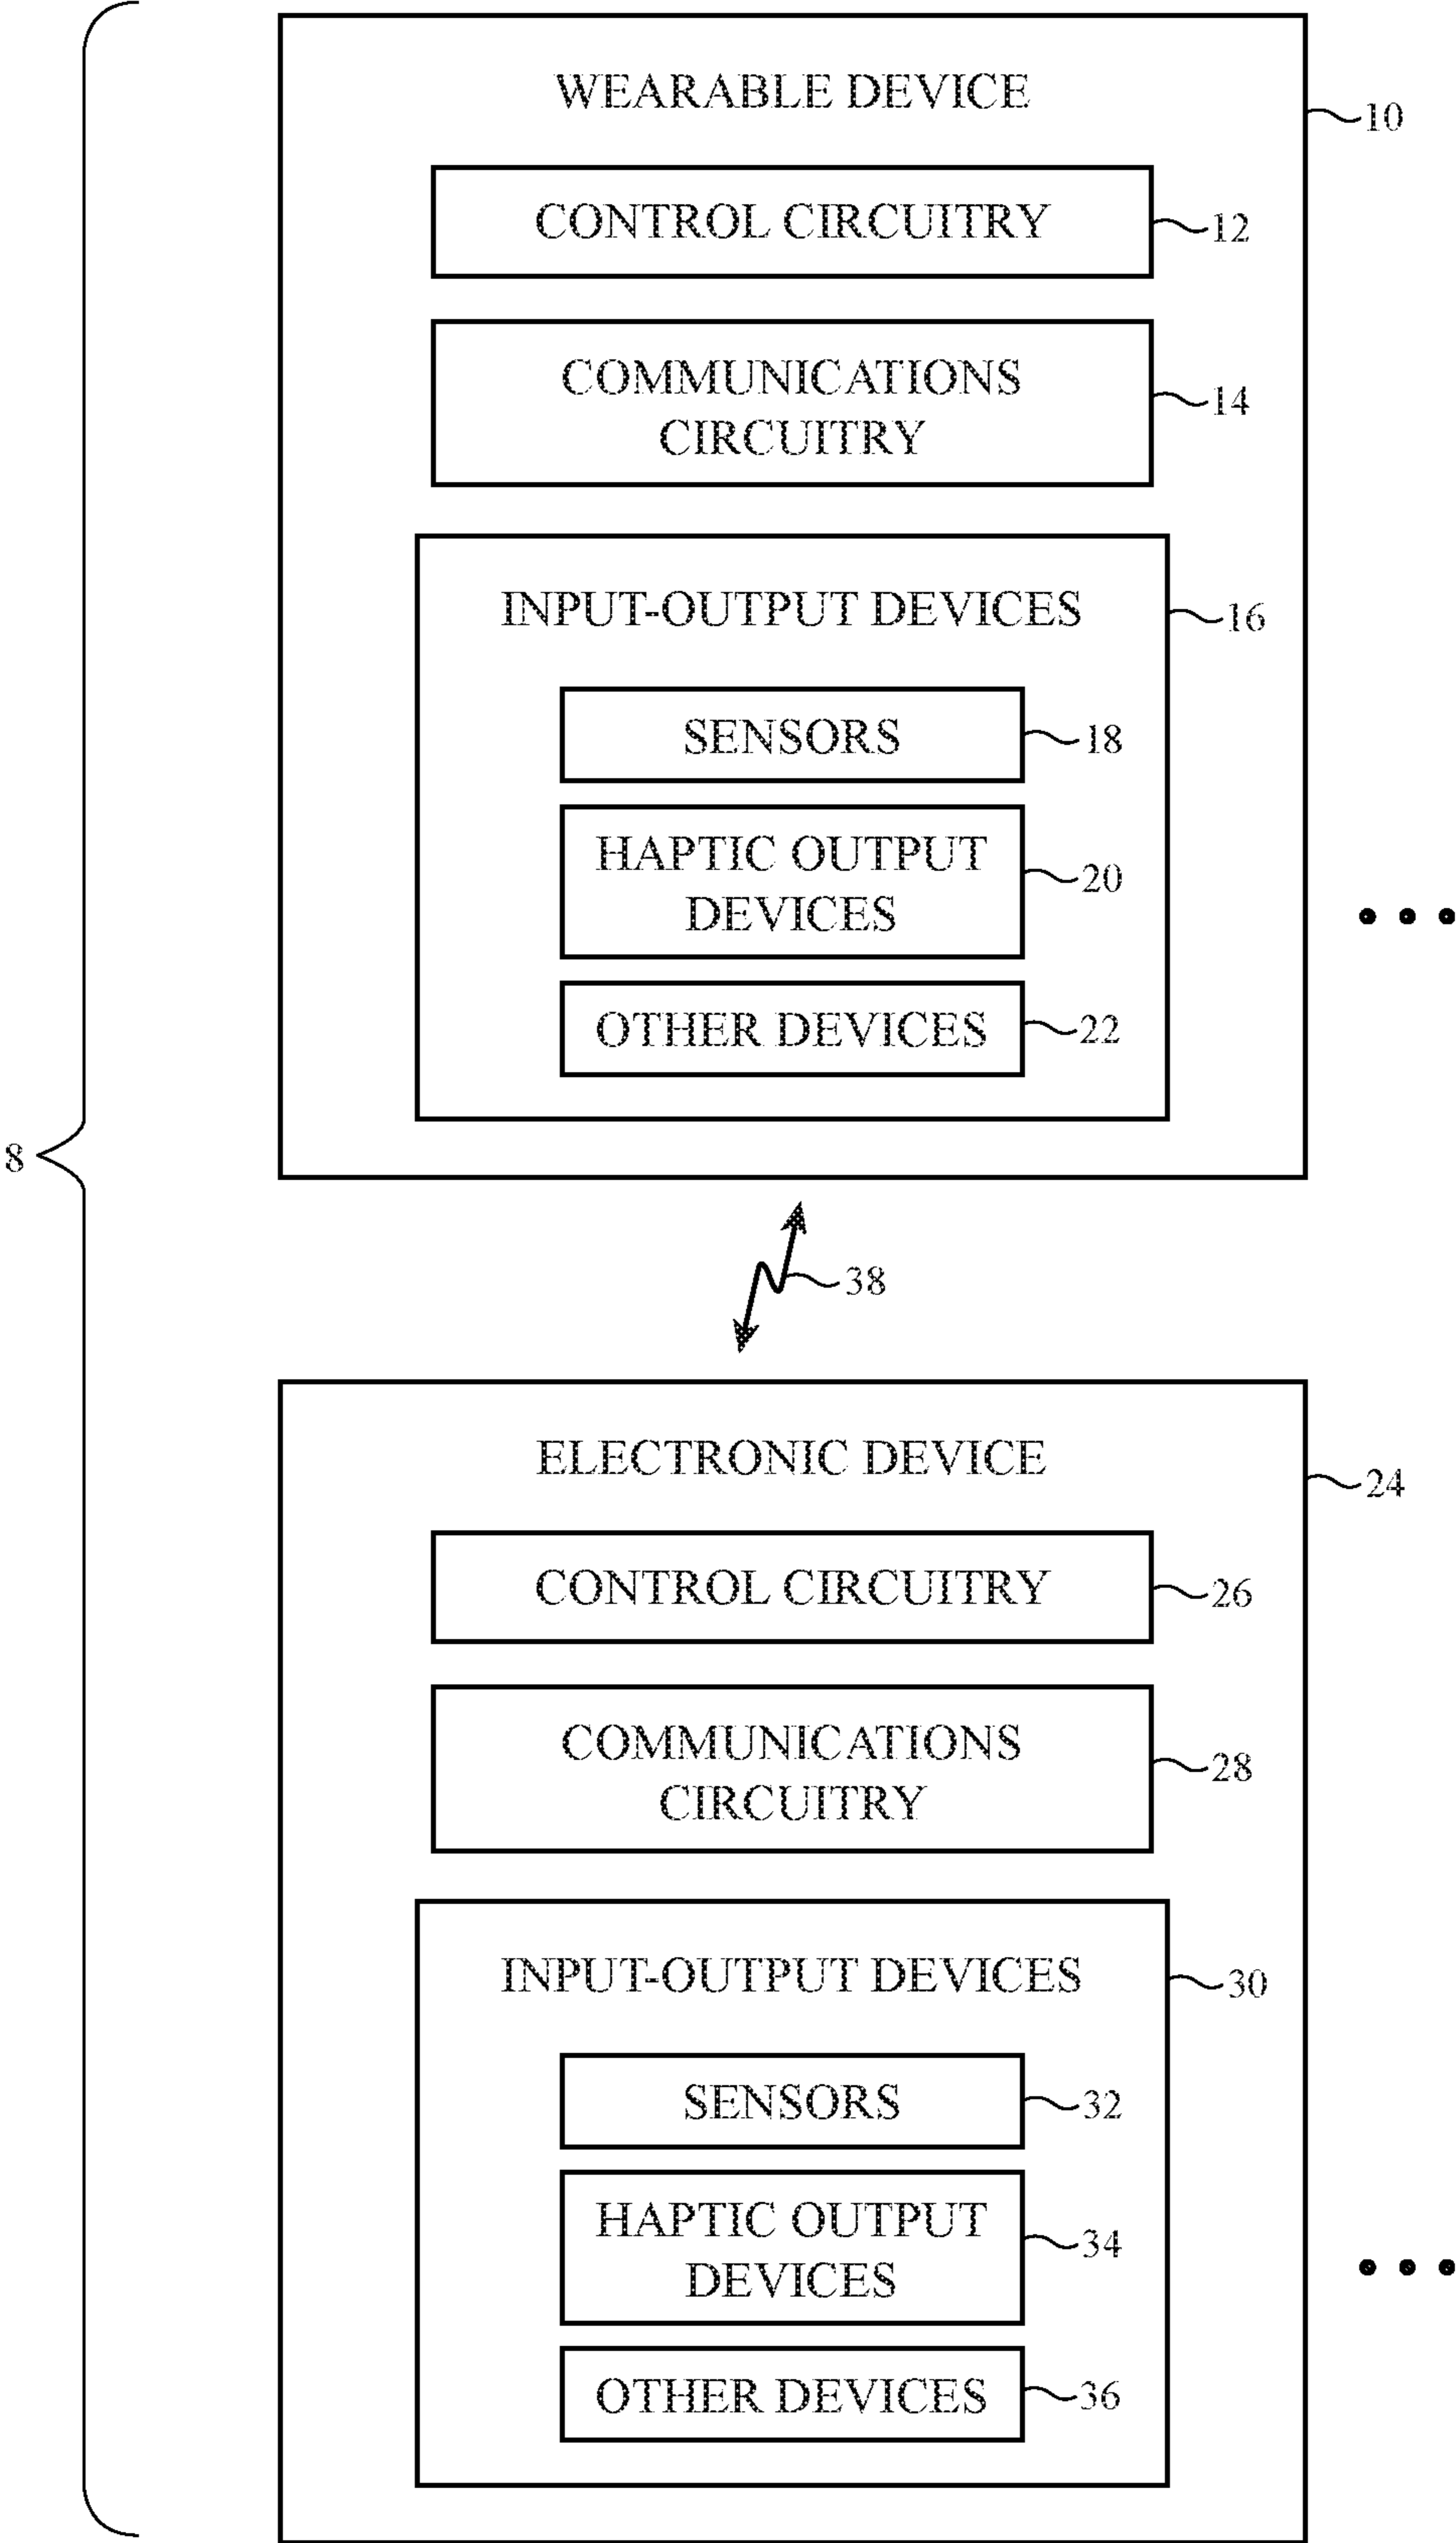 WEARABLE DEVICE
10
CONTROL CIRCUITRY
12
COMMUNICATIONS
CIRCUITRY
14
INPUT-OUTPUT DEVICES
16
SENSORS
18
HAPTIC OUTPUT
DEVICES
20
OTHER DEVICES
22
8
38
ELECTRONIC DEVICE
24
CONTROL CIRCUITRY
26
COMMUNICATIONS
CIRCUITRY
28
INPUT-OUTPUT DEVICES
30
SENSORS
32
HAPTIC OUTPUT
DEVICES
34
OTHER DEVICES
36